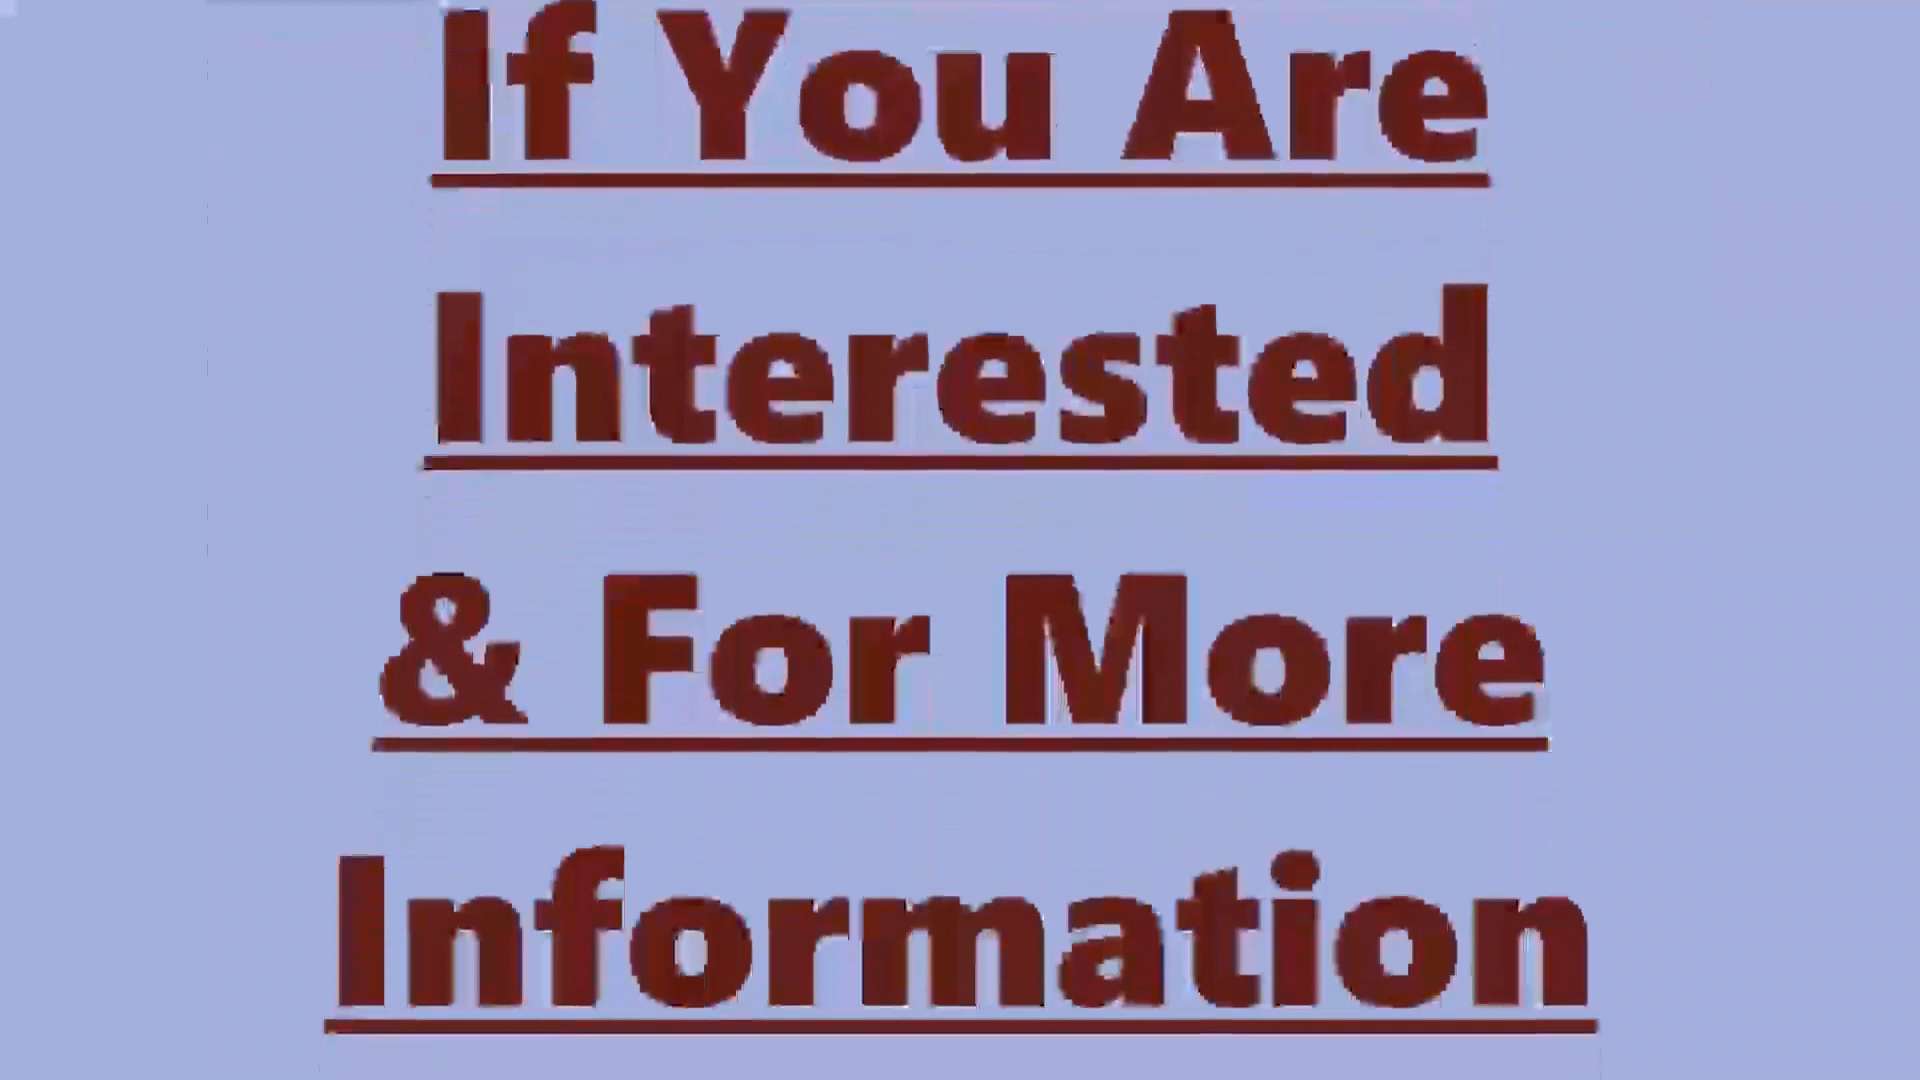 If You Are
Interested
& For More
Information